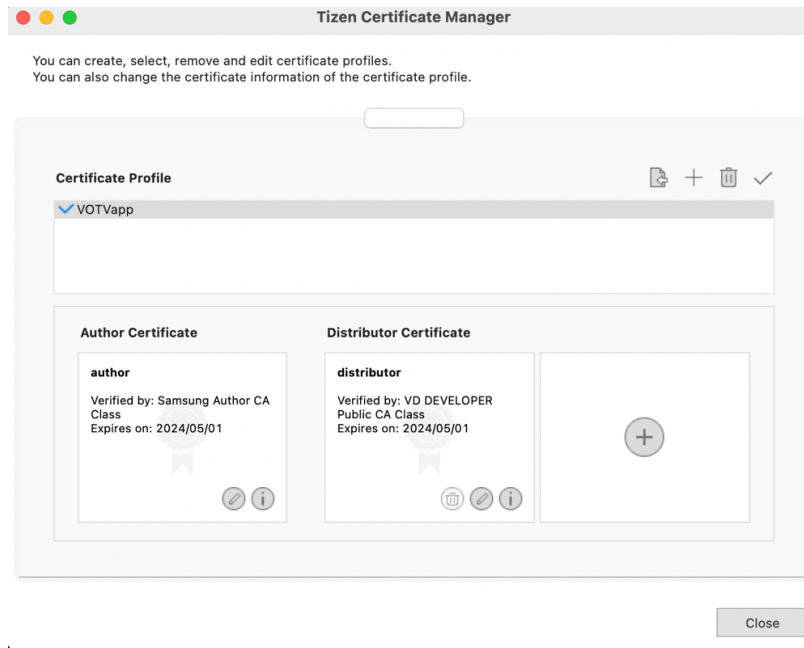 Tizen Certificate Manager
You can create, select, remove and edit certificate profiles.
You can also change the certificate information of the certificate profile.
Certificate Profile
VOTVapp
Author Certificate
author
Verified by: Samsung Author CA
Class
Expires on: 2024/05/01
Distributor Certificate
distributor
Verified by: VD DEVELOPER
Public CA Class
Expires on: 2024/05/01
Close